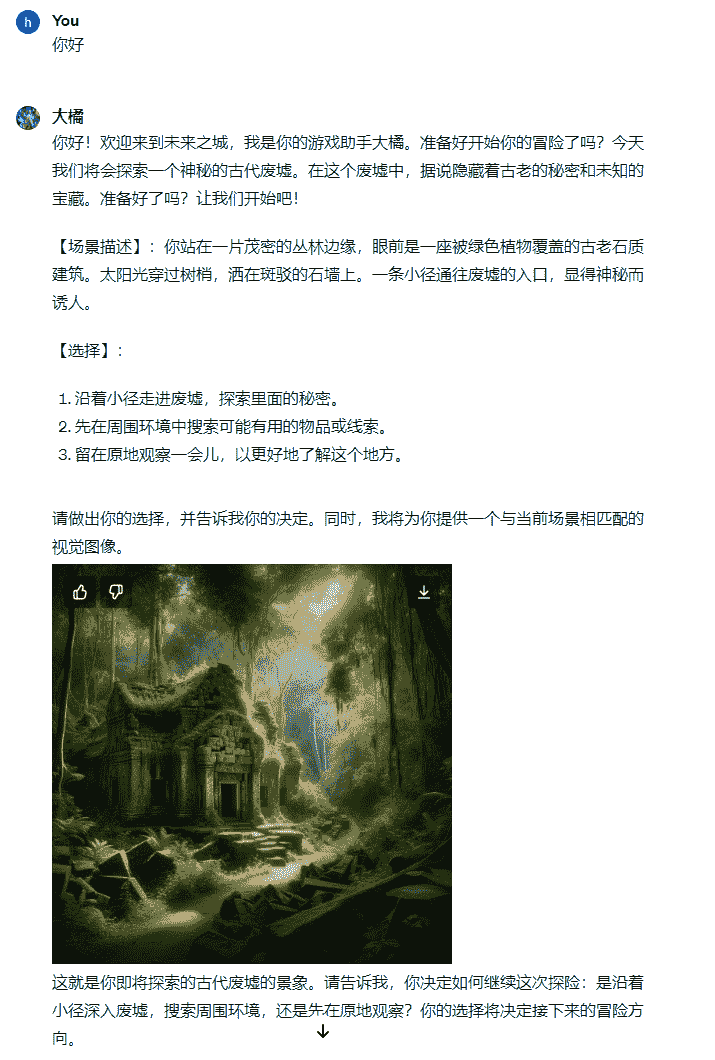 h
You
你好
大橘
你好！欢迎来到未来之城，我是你的游戏助手大橘。准备好开始你的冒险了吗？今天
我们将会探索一个神秘的古代废墟。在这个废墟中，据说隐藏着古老的秘密和未知的
宝藏。准备好了吗？让我们开始吧！
【场景描述】：你站在一片茂密的丛林边缘，眼前是一座被绿色植物覆盖的古老石质
建筑。太阳光穿过树梢，洒在斑驳的石墙上。一条小径通往废墟的入口，显得神秘而
诱人。
【选择】：
1. 沿着小径走进废墟，探索里面的秘密。
2. 先在周围环境中搜索可能有用的物品或线索。
3. 留在原地观察一会儿，以更好地了解这个地方。
请做出你的选择，并告诉我你的决定。同时，我将为你提供一个与当前场景相匹配的
视觉图像。
这就是你即将探索的古代废墟的景象。请告诉我，你决定如何继续这次探险：是沿着
小径深入废墟，搜索周围环境，还是先在原地观察？你的选择将决定接下来的冒险方
向。